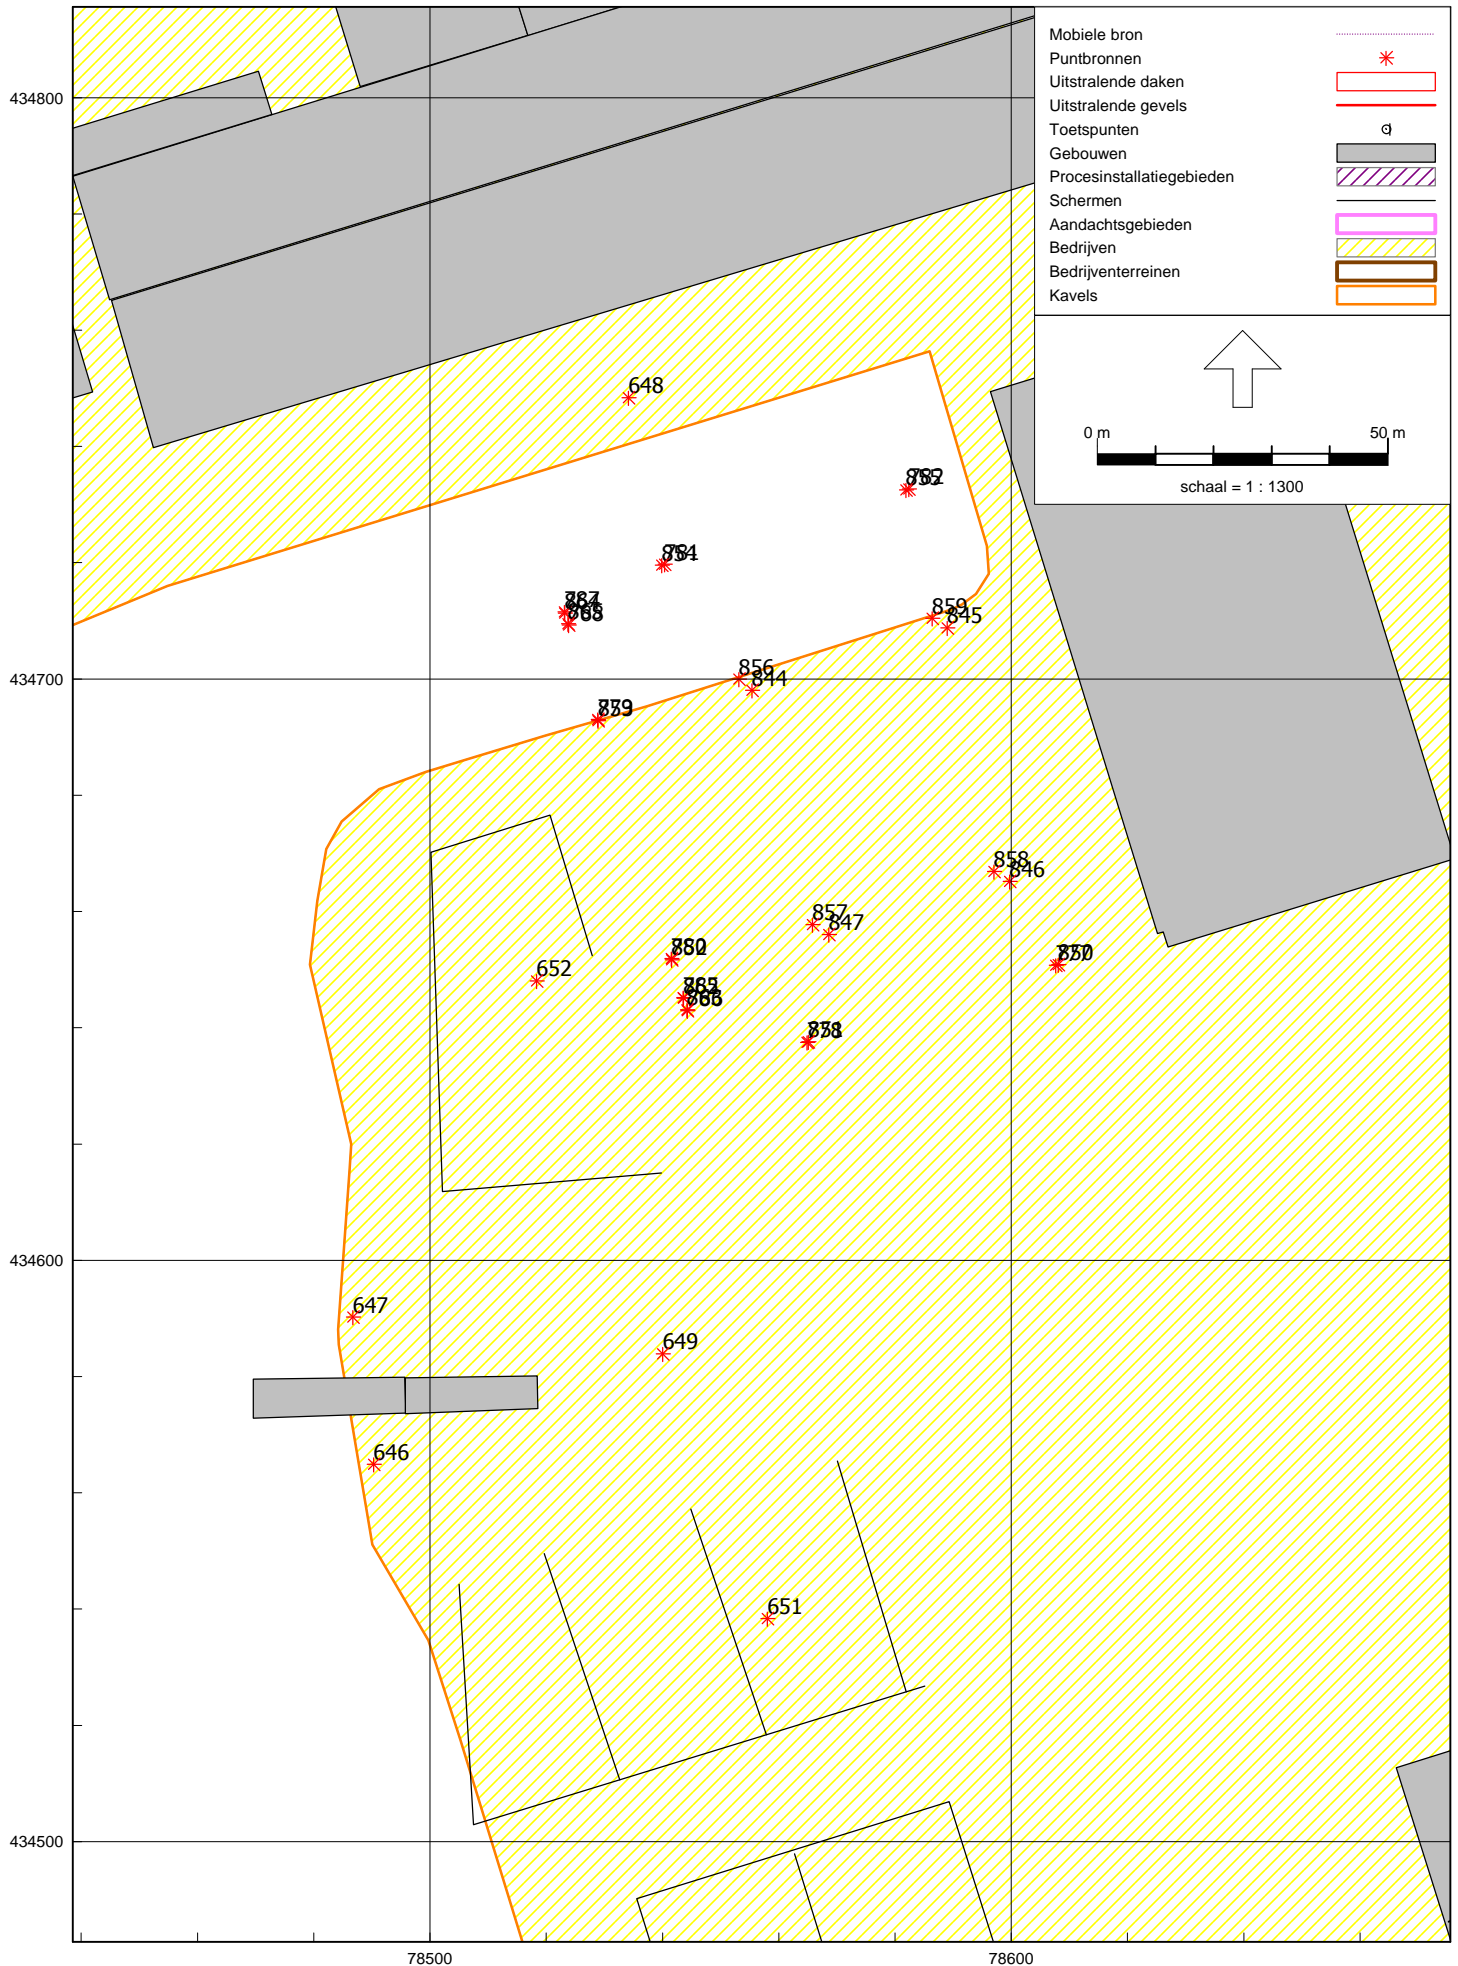 Mobiele bron
Puntbronnen
Uitstralende daken
Uitstralende gevels
Toetspunten
Gebouwen
Procesinstallatiegebieden
Schermen
Aandachtsgebieden
Bedrijven
Bedrijventerreinen
Kavels
0 m 50 m
schaal = 1 : 1300
434800
648
859
845
434700
856
844
858
846
857
847
652
434600
647
649
646
651
434500
78500 78600